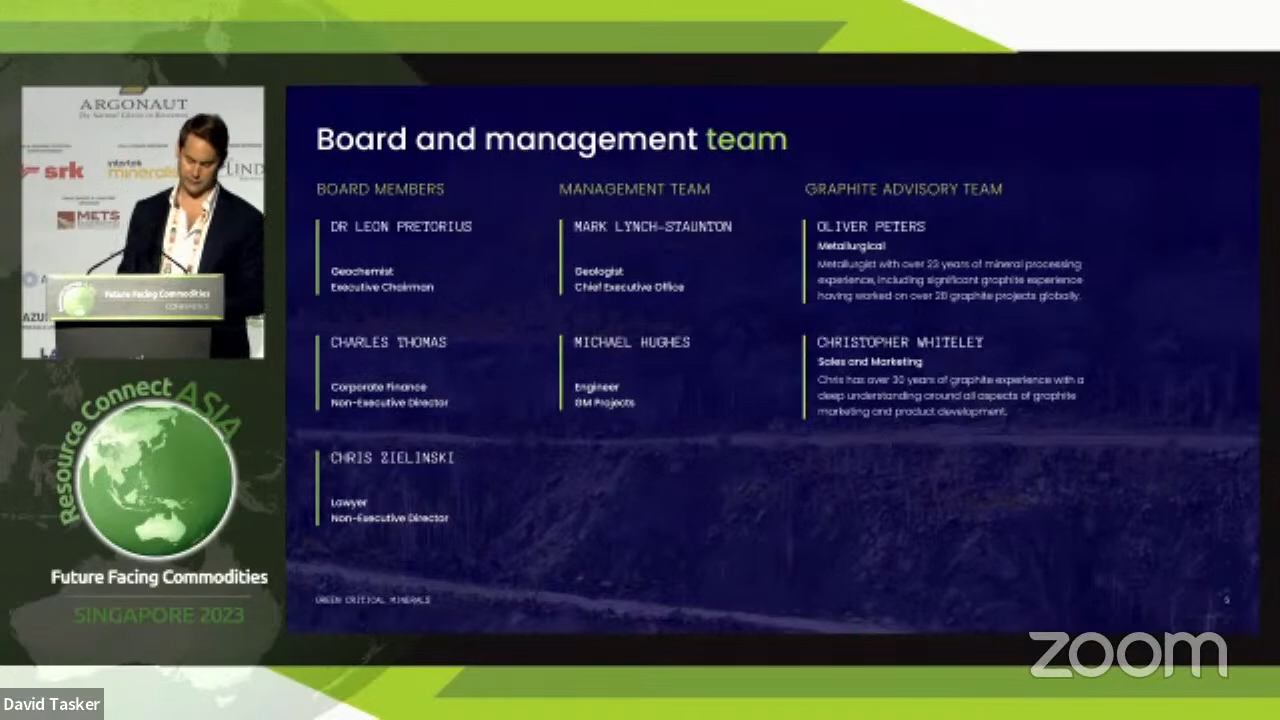 ARGONAUT
srk
intertek
minerals
METS
Future Facing Commodities
CONFERENCE
Resource Connect ASIA
Future Facing Commodities
SINGAPORE 2023
Board and management team
BOARD MEMBERS
DR LEON PRETORIUS
Geochemist
Executive Chairman
CHARLES THOMAS
Corporate Finance
Non-Executive Director
CHRIS ZIELINSKI
Lawyer
Non-Executive Director
MANAGEMENT TEAM
MARK LYNCH-STAUNTON
Geologist
Chief Executive Office
MICHAEL HUGHES
Engineer
GM Projects
GRAPHITE ADVISORY TEAM
OLIVER PETERS
Metallurgical
Metallurgist with over 23 years of mineral processing
experience, including significant graphite experience
having worked on over 28 graphite projects globally.
CHRISTOPHER WHITELEY
Sales and Marketing
Chris has over 30 years of graphite experience with a
deep understanding around all aspects of graphite
marketing and product development.
GREEN CRITICAL MINERALS
5
zoom
David Tasker